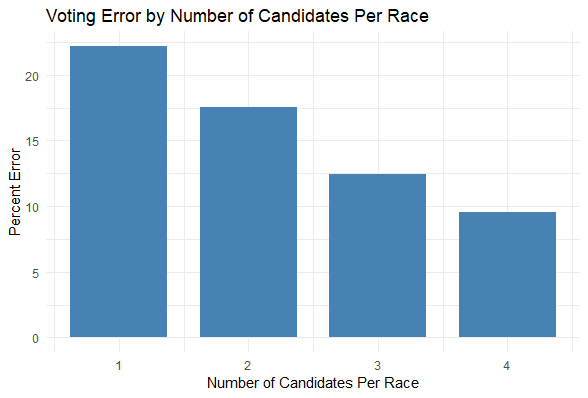 Voting Error by Number of Candidates Per Race
Percent Error
20
15
10
5
0
1 2 3 4
Number of Candidates Per Race